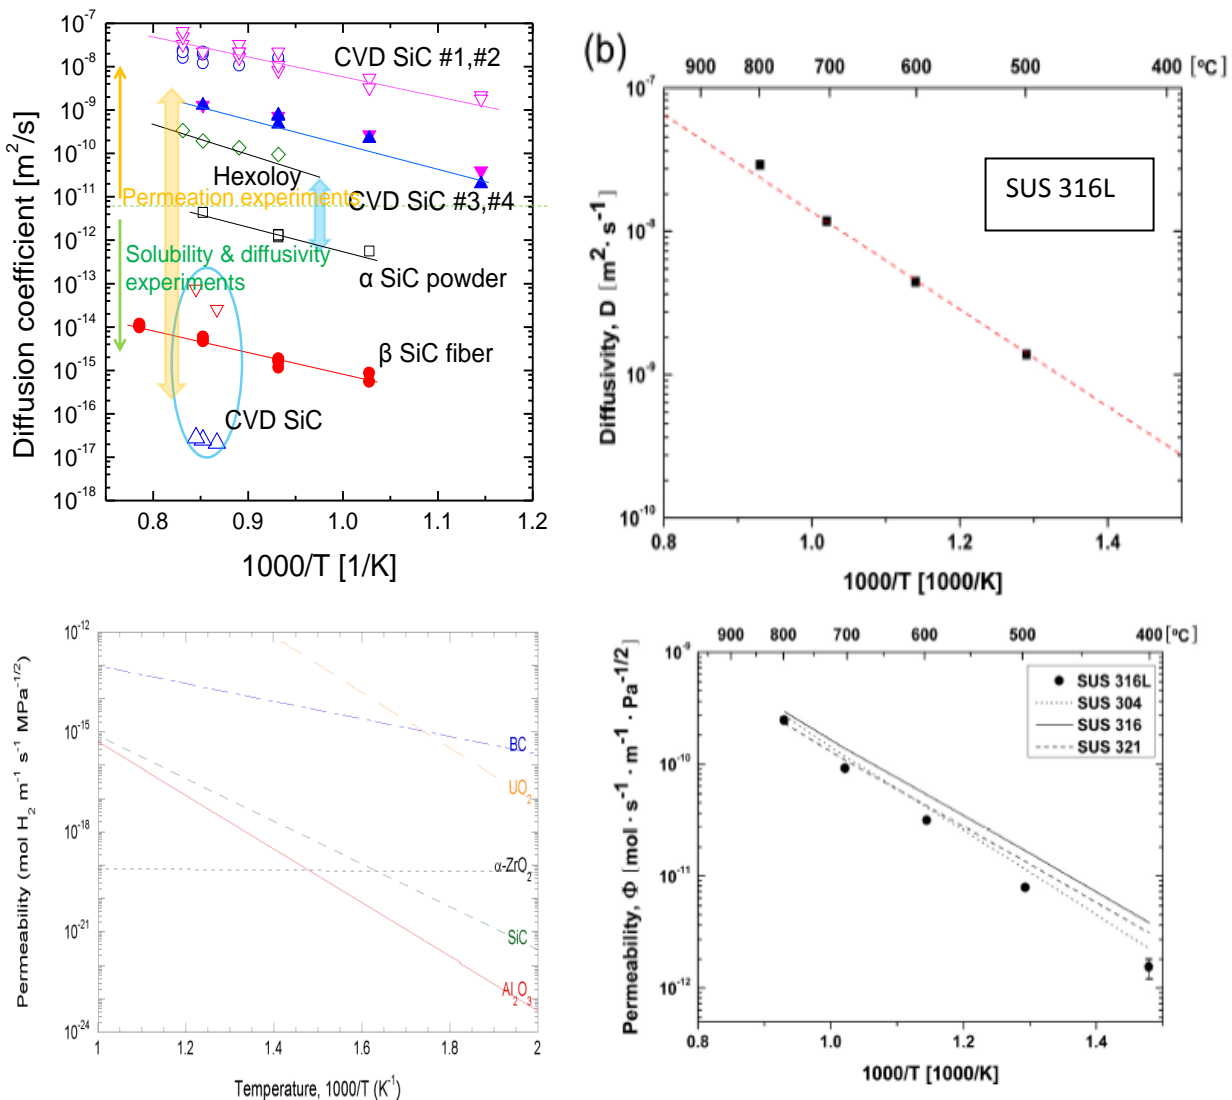 10⁻⁷
10⁻⁸
10⁻⁹
10⁻¹⁰
10⁻¹¹
10⁻¹²
10⁻¹³
10⁻¹⁴
10⁻¹⁵
10⁻¹⁶
10⁻¹⁷
10⁻¹⁸
Diffusion coefficient [m²/s]
CVD SiC #1,#2
Hexoloy
Permeation experiments
CVD SiC #3,#4
Solubility & diffusivity
experiments
α SiC powder
β SiC fiber
CVD SiC
0.8 0.9 1.0 1.1 1.2
1000/T [1/K]
(b)
900 800 700 600 500 400 [°C]
10⁻⁷
10⁻⁸
10⁻⁹
10⁻¹⁰
Diffusivity, D [m²· s⁻¹]
SUS 316L
0.8 1.0 1.2 1.4
1000/T [1000/K]
10⁻¹²
10⁻¹⁵
10⁻¹⁸
10⁻²¹
10⁻²⁴
Permeability (mol H₂ m⁻¹ s⁻¹ MPa⁻¹ᐟ²)
BC
UO₂
α-ZrO₂
SiC
Al₂O₃
1 1.2 1.4 1.6 1.8 2
Temperature, 1000/T (K⁻¹)
900 800 700 600 500 400 [°C]
10⁻⁹
10⁻¹⁰
10⁻¹¹
10⁻¹²
Permeability, Φ [mol · s⁻¹ · m⁻¹ · Pa⁻¹ᐟ²]
SUS 316L
SUS 304
SUS 316
SUS 321
0.8 1.0 1.2 1.4
1000/T [1000/K]